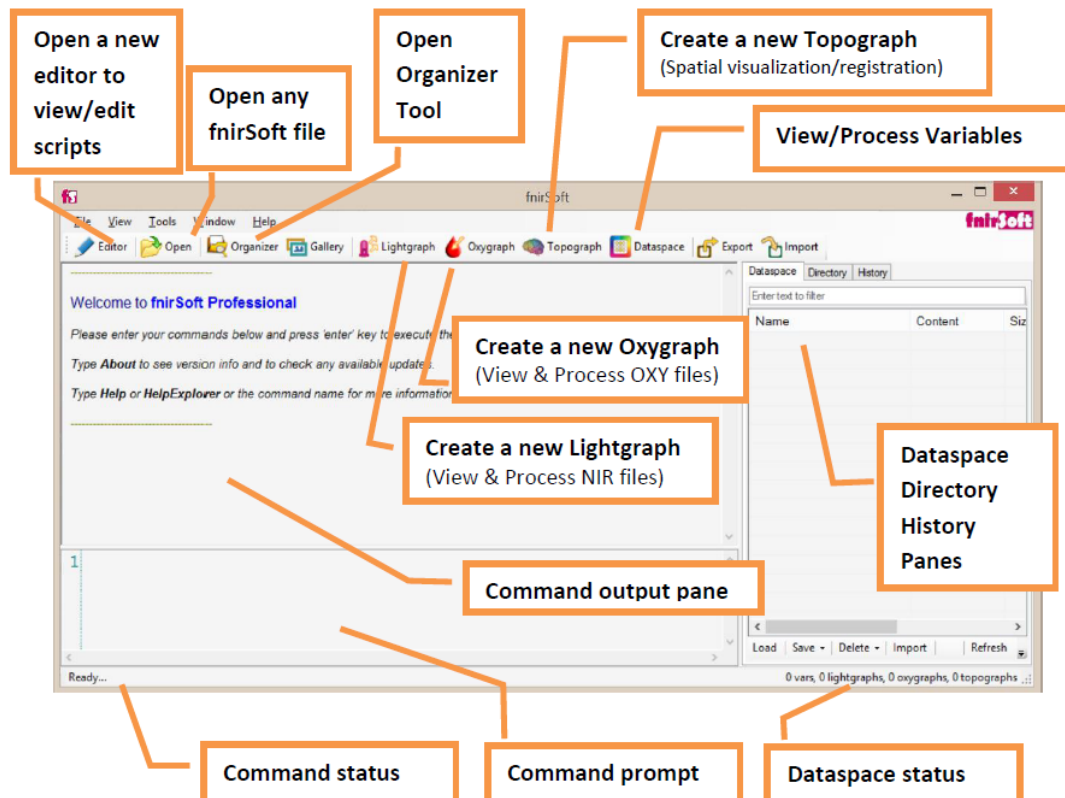 Open a new
editor to
view/edit
scripts
Open any
fnirSoft file
Open
Organizer
Tool
Create a new Topograph
(Spatial visualization/registration)
View/Process Variables
fnirSoft
fnirSoft
File View Tools Window Help
Editor Open Organizer Gallery Lightgraph Oxygraph Topograph Dataspace Export Import
Welcome to fnirSoft Professional
Please enter your commands below and press 'enter' key to execute
Type About to see version info and to check any available updates.
Type Help or HelpExplorer or the command name for more information
Dataspace Directory History
Enter text to filter
Name Content Siz
Create a new Oxygraph
(View & Process OXY files)
Create a new Lightgraph
(View & Process NIR files)
Dataspace
Directory
History
Panes
1
Command output pane
Load Save Delete Import Refresh
Ready...
0 vars, 0 lightgraphs, 0 oxygraphs, 0 topographs
Command status
Command prompt
Dataspace status